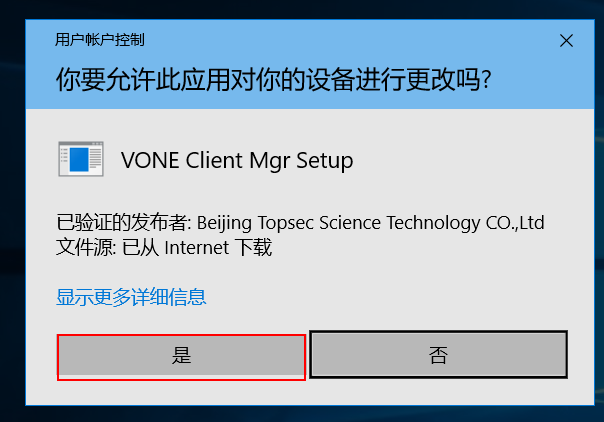 用户帐户控制
你要允许此应用对你的设备进行更改吗?
VONE Client Mgr Setup
已验证的发布者: Beijing Topsec Science Technology CO.,Ltd
文件源: 已从 Internet 下载
显示更多详细信息
是
否